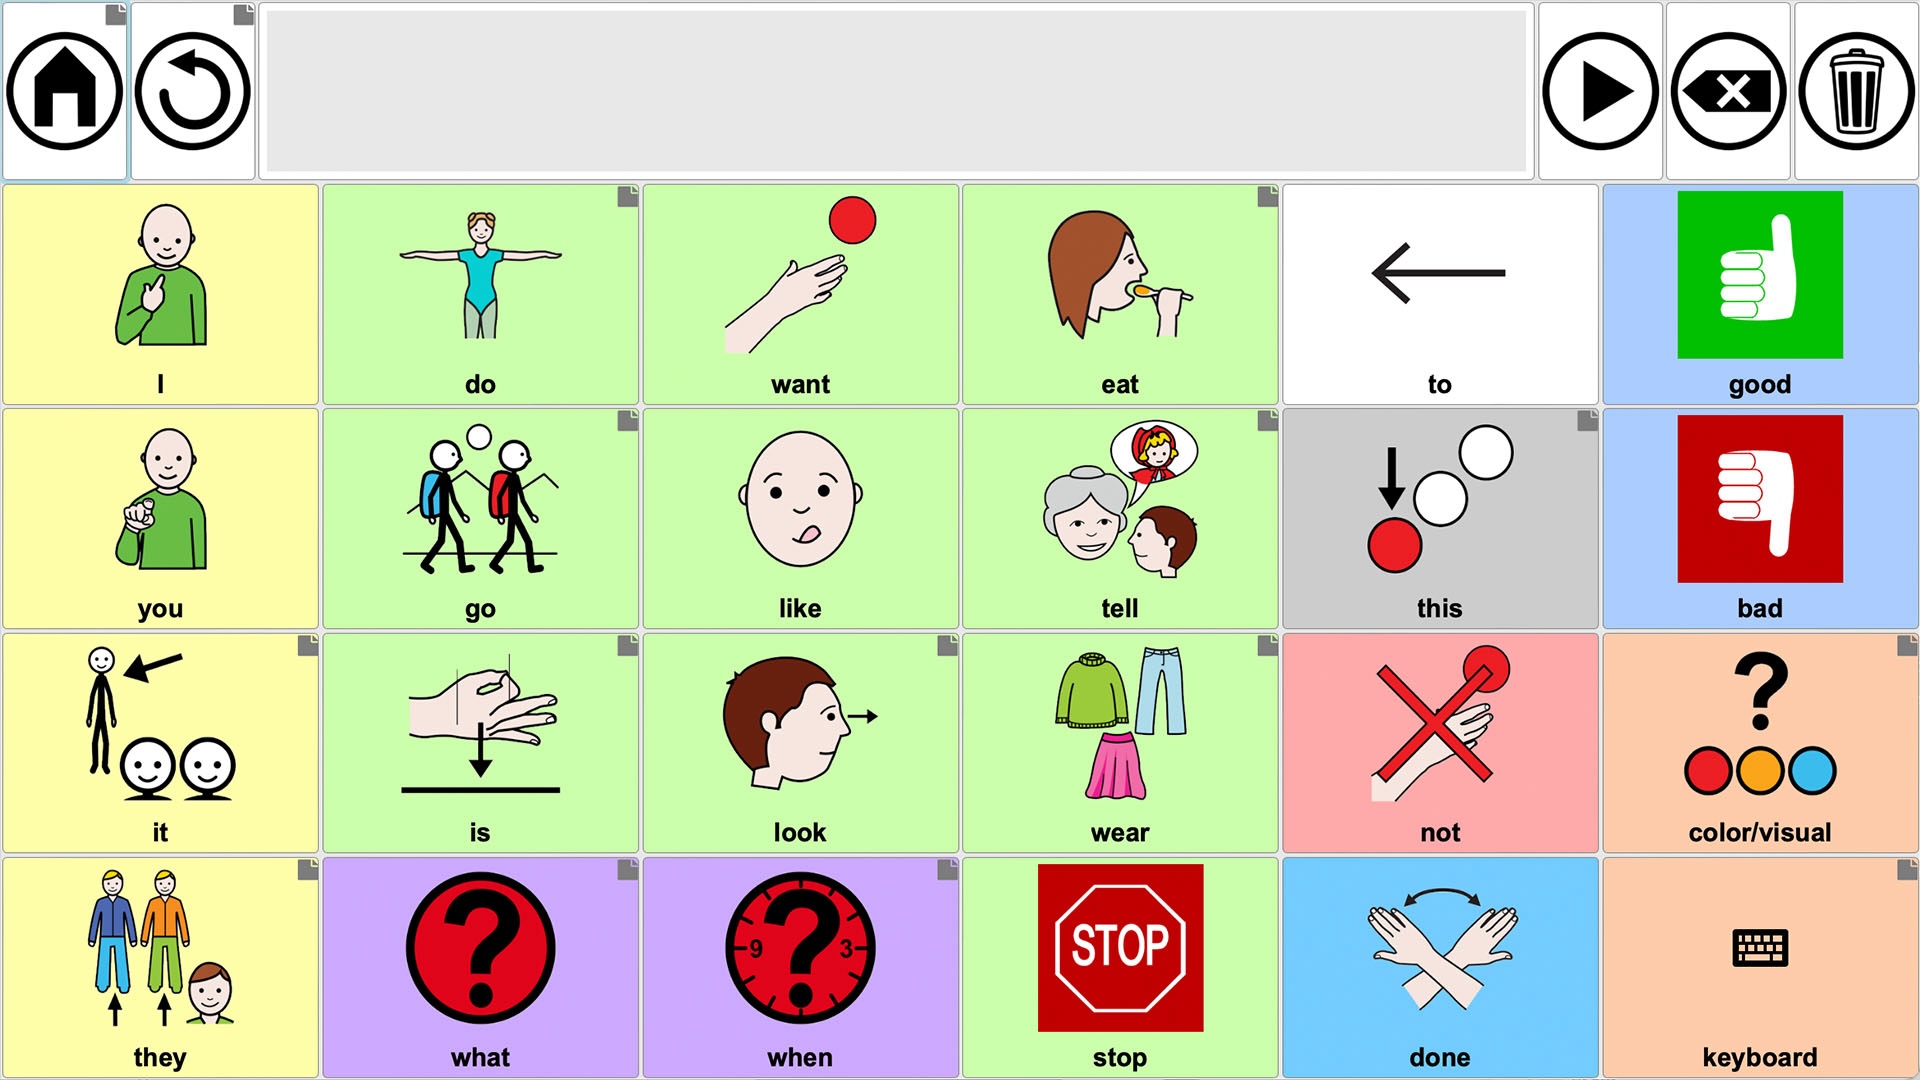 I
do
want
eat
to
good
you
go
like
tell
this
bad
it
is
look
wear
not
?
color/visual
they
?
what
9 ? 3
when
STOP
stop
done
keyboard